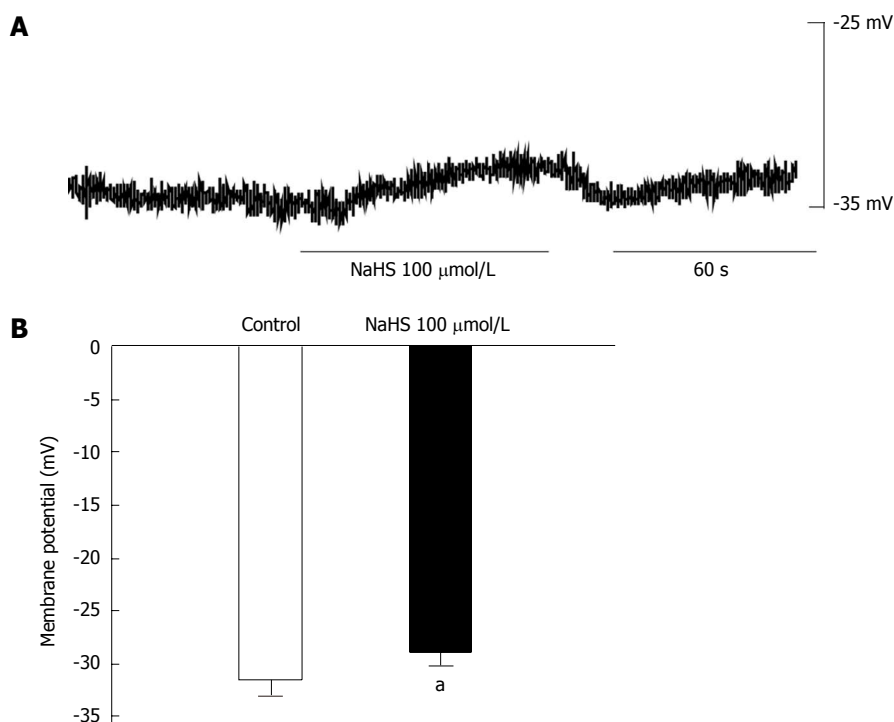 A
-25 mV
-35 mV
NaHS 100 μmol/L
60 s
B
Control
NaHS 100 μmol/L
0
-5
-10
-15
-20
-25
-30
-35
Membrane potential (mV)
a